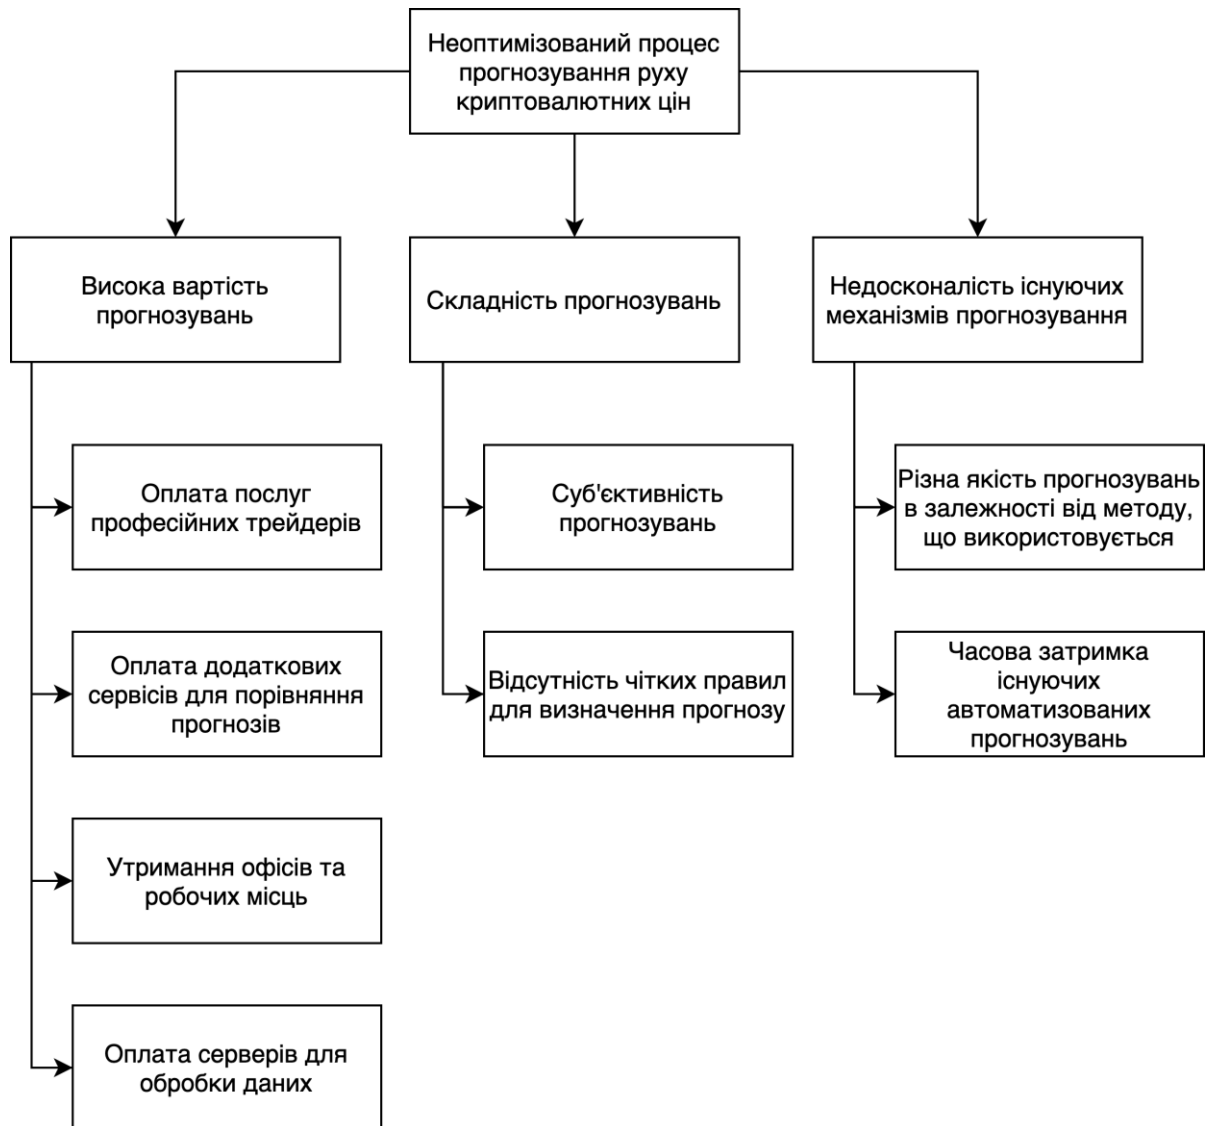 Неоптимізований процес
прогнозування руху
криптовалютних цін
Висока вартість
прогнозувань
Складність прогнозувань
Недосконалість існуючих
механізмів прогнозування
Оплата послуг
професійних трейдерів
Суб'єктивність
прогнозувань
Різна якість прогнозувань
в залежності від методу,
що використовується
Оплата додаткових
сервісів для порівняння
прогнозів
Відсутність чітких правил
для визначення прогнозу
Часова затримка
існуючих
автоматизованих
прогнозувань
Утримання офісів та
робочих місць
Оплата серверів для
обробки даних